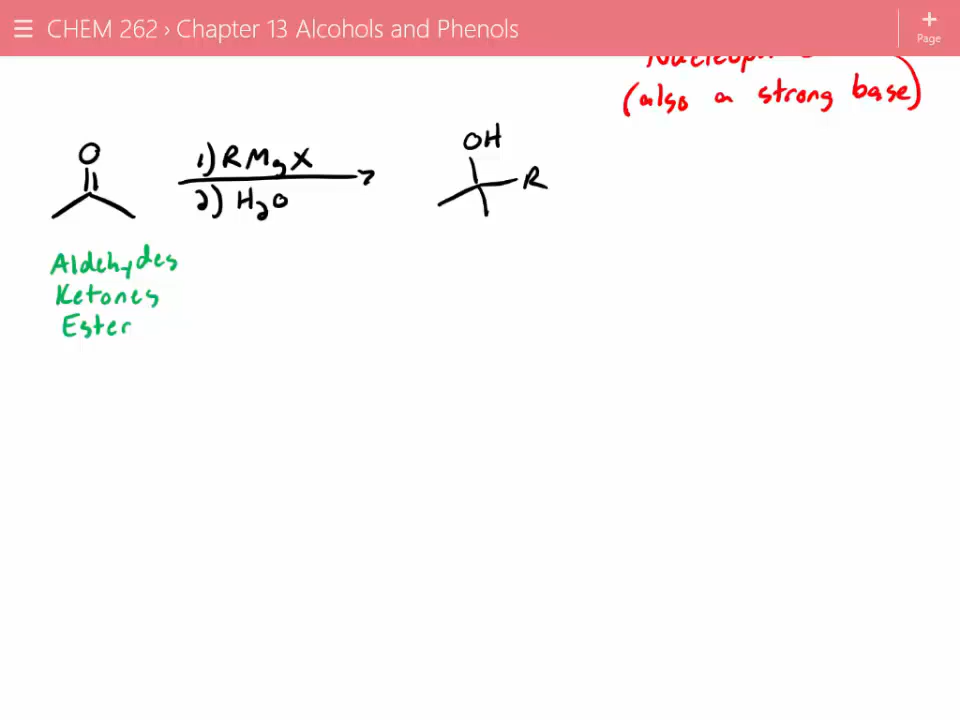 CHEM 262 › Chapter 13 Alcohols and Phenols
Page
(also a strong base)
O
1) RMgX
2) H2O
OH
R
Aldehydes
Ketones
Ester